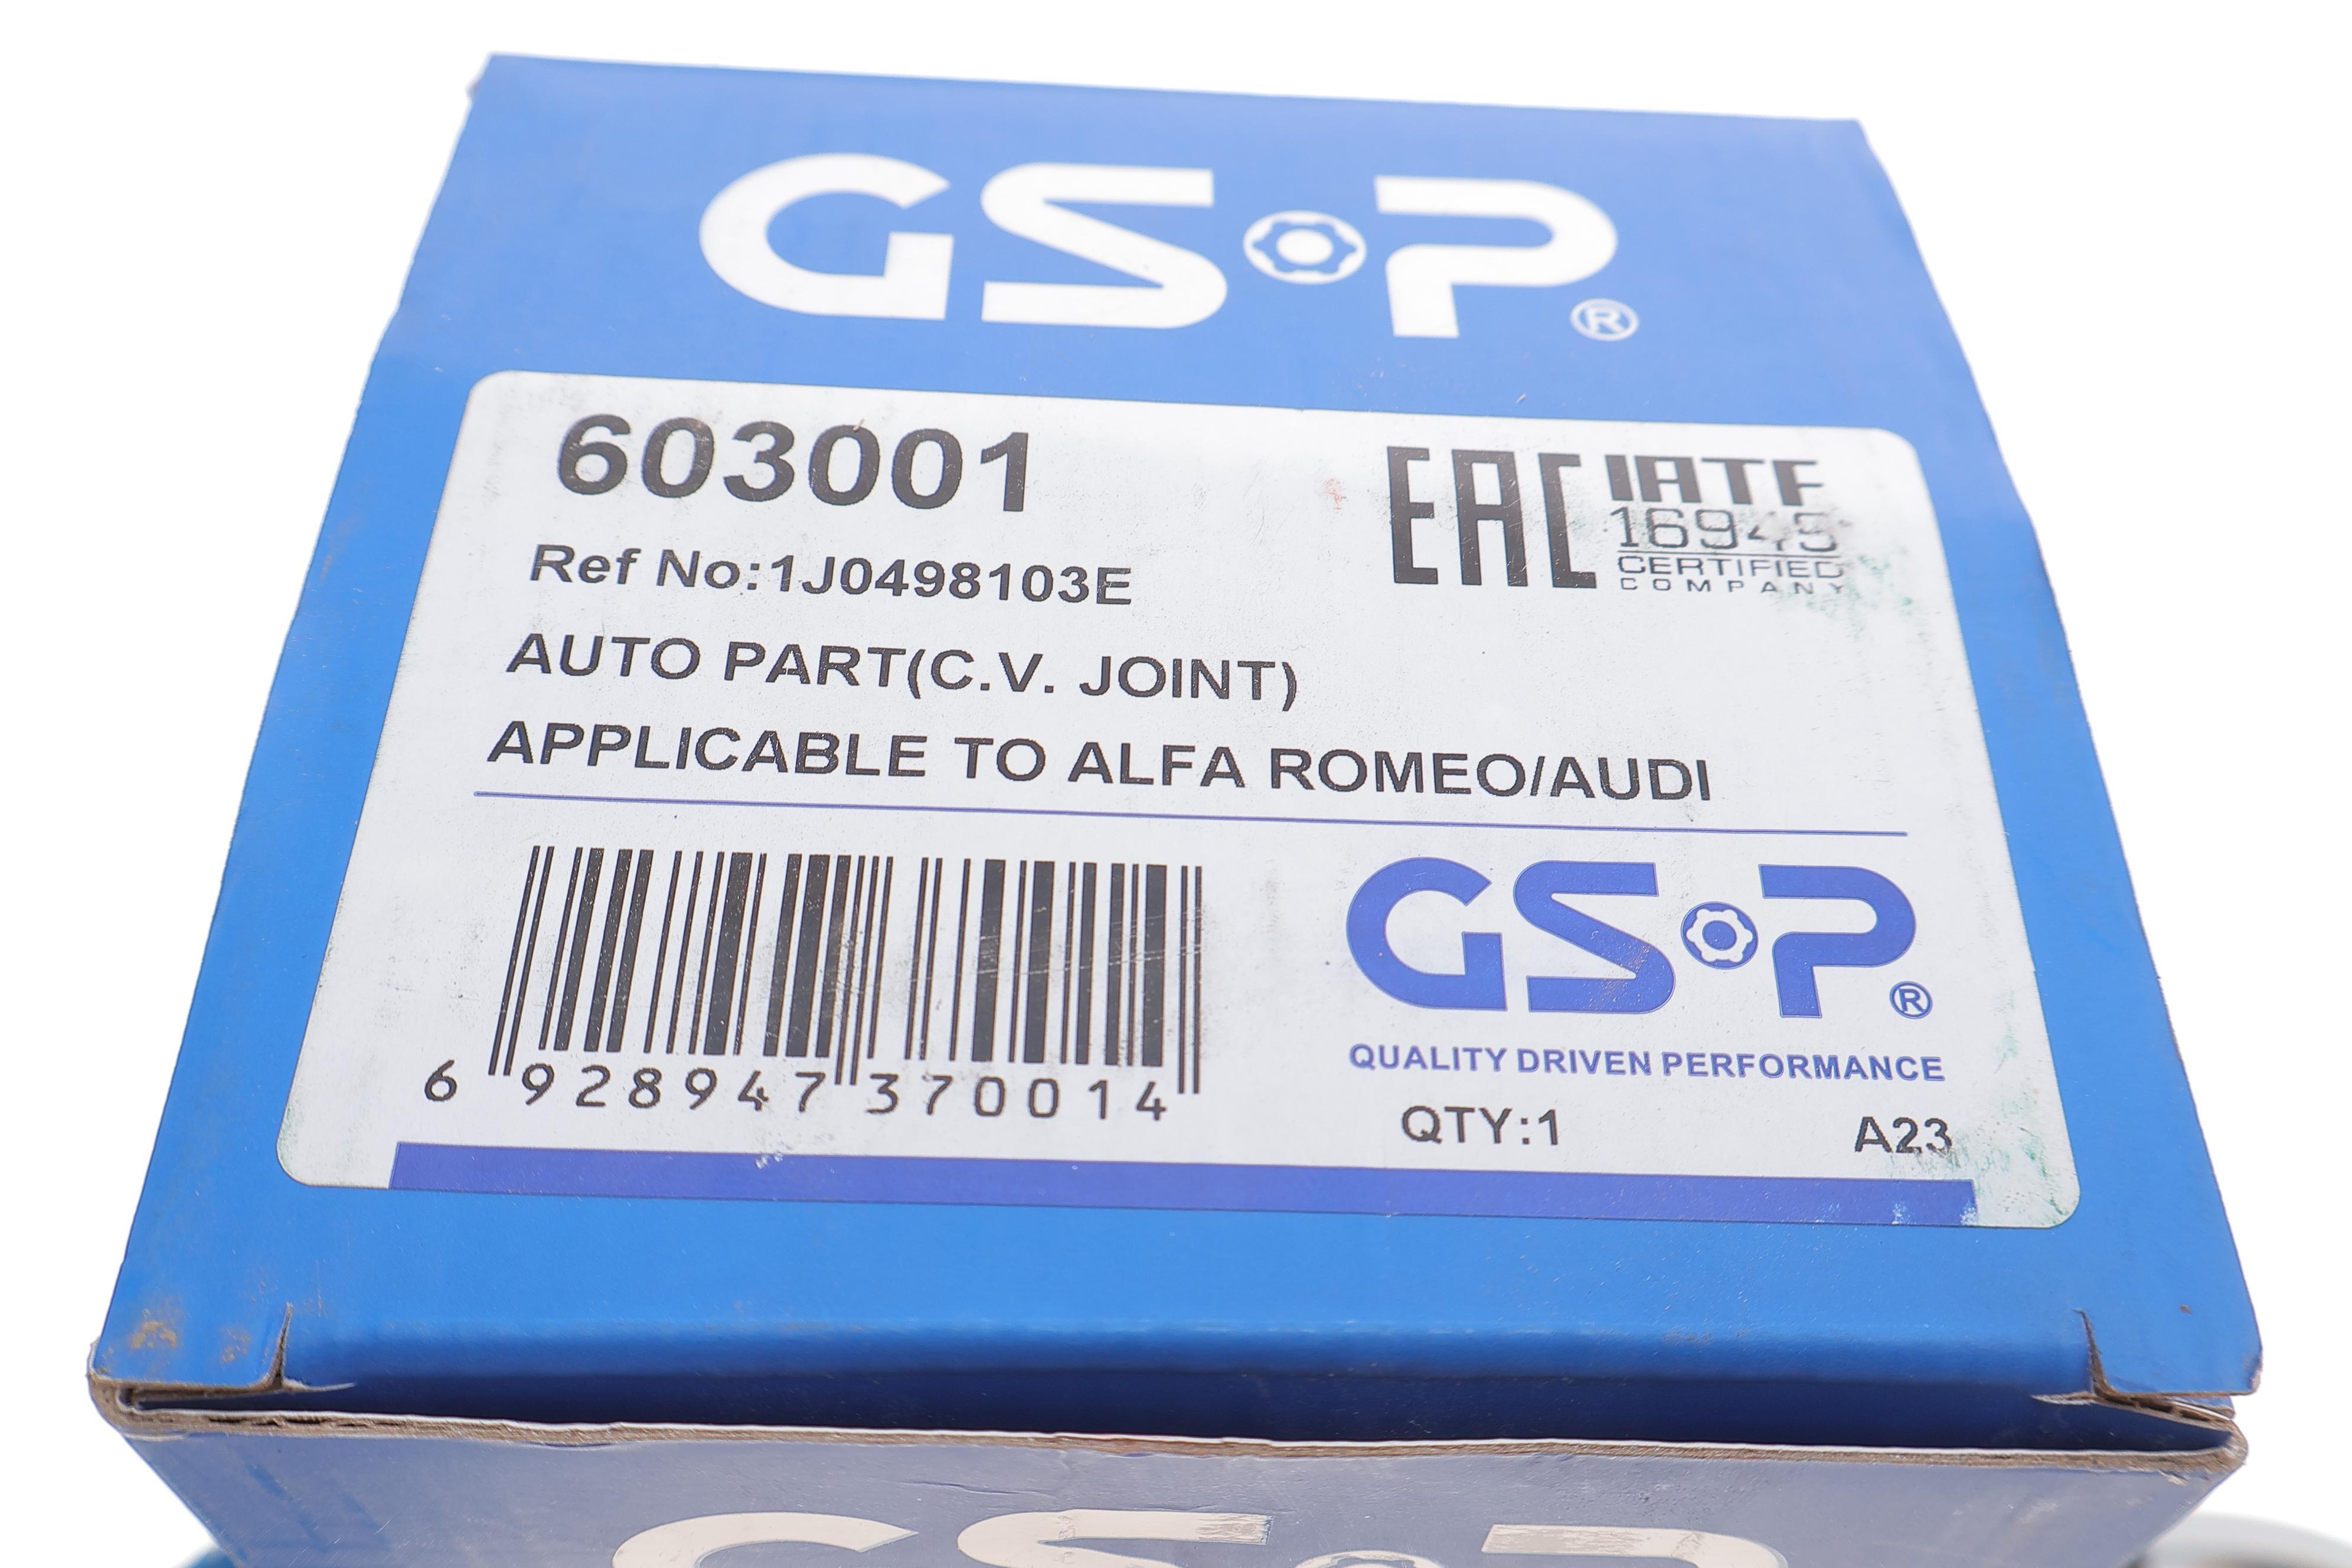 GSP®
603001
EAC
IATF
16949
CERTIFIED
COMPANY
Ref No:1J0498103E
AUTO PART(C.V. JOINT)
APPLICABLE TO ALFA ROMEO/AUDI
6 928947 370014
GSP®
QUALITY DRIVEN PERFORMANCE
QTY:1
A23
GSP